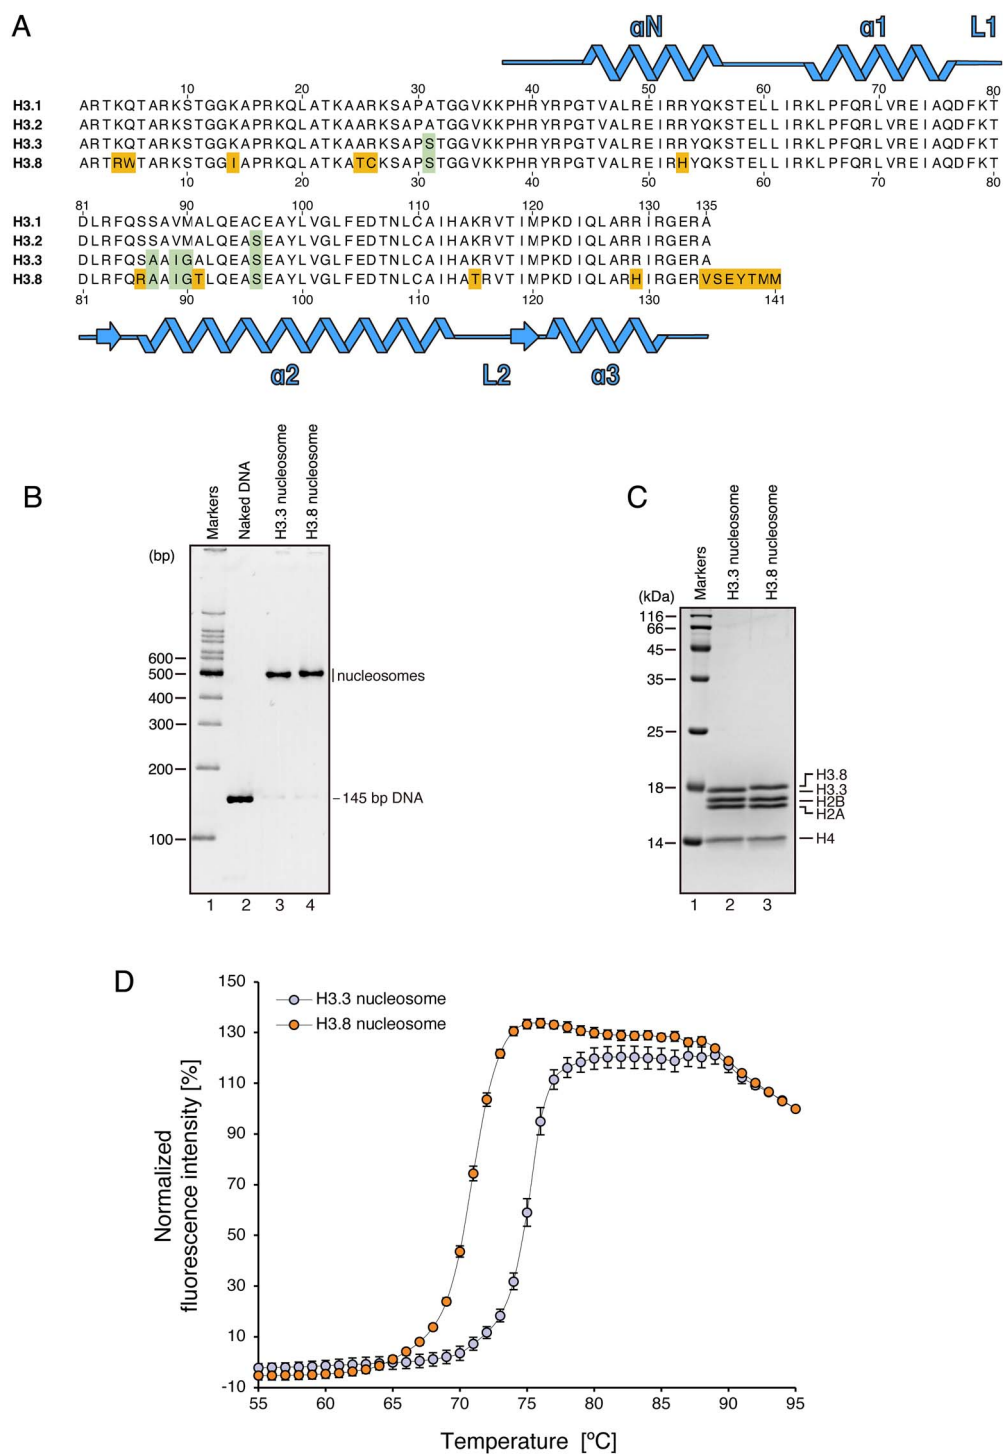 A
αN α1 L1
10 20 30 40 50 60 70 80
H3.1 ARTKQTARKSTGGKAPRKQLATKAARKSAPATGGVKKPHRYRPGTVALREIRRYQKSTELLIRKLPFQRLVREIAQDFKT
H3.2 ARTKQTARKSTGGKAPRKQLATKAARKSAPATGGVKKPHRYRPGTVALREIRRYQKSTELLIRKLPFQRLVREIAQDFKT
H3.3 ARTKQTARKSTGGKAPRKQLATKAARKSAPSTGGVKKPHRYRPGTVALREIRRYQKSTELLIRKLPFQRLVREIAQDFKT
H3.8 ARTRWTARKSTGGIAPRKQLATKATCKSAPSTGGVKKPHRYRPGTVALREIRHYQKSTELLIRKLPFQRLVREIAQDFKT
10 20 30 40 50 60 70 80
81 90 100 110 120 130 135
H3.1 DLRFQSSAVMALQEACEAYLVGLFEDTNLCAIHAKRVTIMPKDIQLARRIRGERA
H3.2 DLRFQSSAVMALQEASEAYLVGLFEDTNLCAIHAKRVTIMPKDIQLARRIRGERA
H3.3 DLRFQSAAIGALQEASEAYLVGLFEDTNLCAIHAKRVTIMPKDIQLARRIRGERA
H3.8 DLRFQRAAIGTLQEASEAYLVGLFEDTNLCAIHATRVTIMPKDIQLARHIRGERVSEYTMM
81 90 100 110 120 130 141
α2 L2 α3
B
Markers
Naked DNA
H3.3 nucleosome
H3.8 nucleosome
(bp)
600
500
400
300
200
100
nucleosomes
145 bp DNA
1 2 3 4
C
Markers
H3.3 nucleosome
H3.8 nucleosome
(kDa)
116
66
45
35
25
18
14
H3.8
H3.3
H2B
H2A
H4
1 2 3
D
H3.3 nucleosome
H3.8 nucleosome
150
130
110
90
70
50
30
10
-10
Normalized
fluorescence intensity [%]
55 60 65 70 75 80 85 90 95
Temperature [ºC]